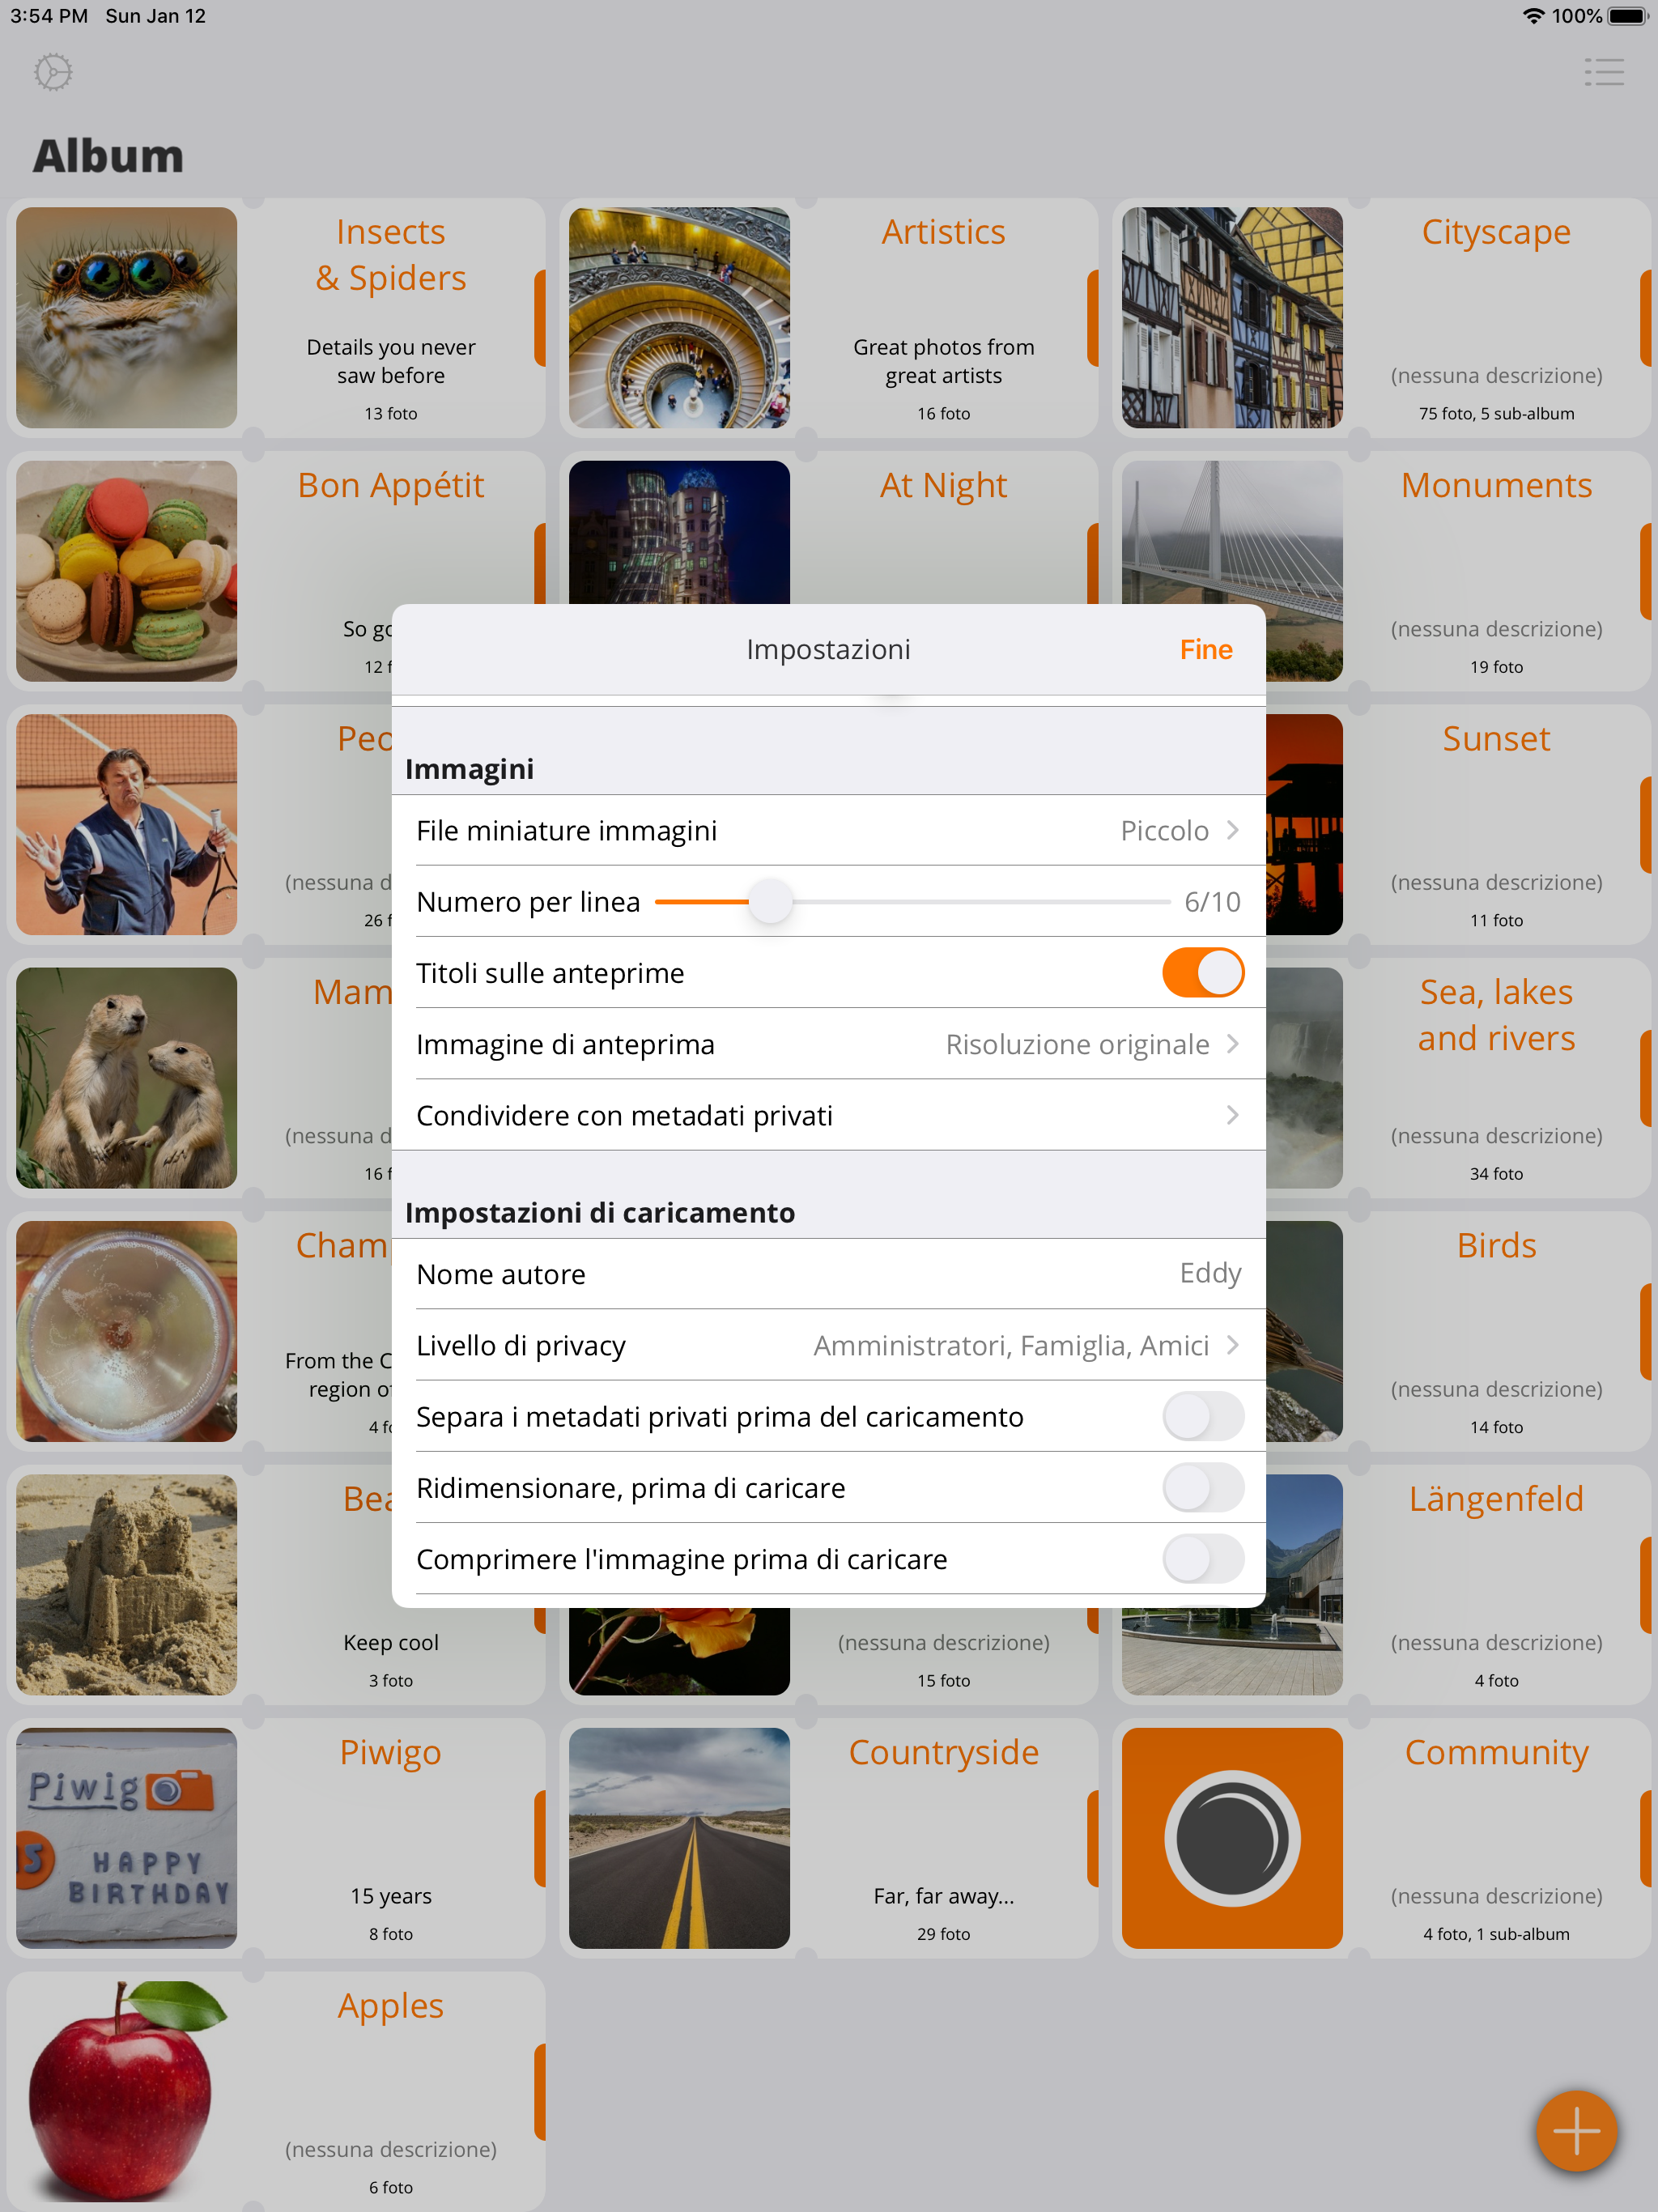 3:54 PM Sun Jan 12
100%
Album
Insects
& Spiders
Details you never
saw before
13 foto
Artistics
Great photos from
great artists
16 foto
Cityscape
(nessuna descrizione)
75 foto, 5 sub-album
Bon Appétit
So go
12 f
At Night
Monuments
(nessuna descrizione)
19 foto
Peo
(nessuna d
26 f
Sunset
(nessuna descrizione)
11 foto
Mam
(nessuna d
16 f
Sea, lakes
and rivers
(nessuna descrizione)
34 foto
Cham
From the C
region of
4 fo
Birds
(nessuna descrizione)
14 foto
Bea
Keep cool
3 foto
(nessuna descrizione)
15 foto
Längenfeld
(nessuna descrizione)
4 foto
Piwig
15
HAPPY
BIRTHDAY
Piwigo
15 years
8 foto
Countryside
Far, far away...
29 foto
Community
(nessuna descrizione)
4 foto, 1 sub-album
Apples
(nessuna descrizione)
6 foto
Impostazioni
Fine
Immagini
File miniature immagini Piccolo
Numero per linea 6/10
Titoli sulle anteprime
Immagine di anteprima Risoluzione originale
Condividere con metadati privati
Impostazioni di caricamento
Nome autore Eddy
Livello di privacy Amministratori, Famiglia, Amici
Separa i metadati privati prima del caricamento
Ridimensionare, prima di caricare
Comprimere l'immagine prima di caricare